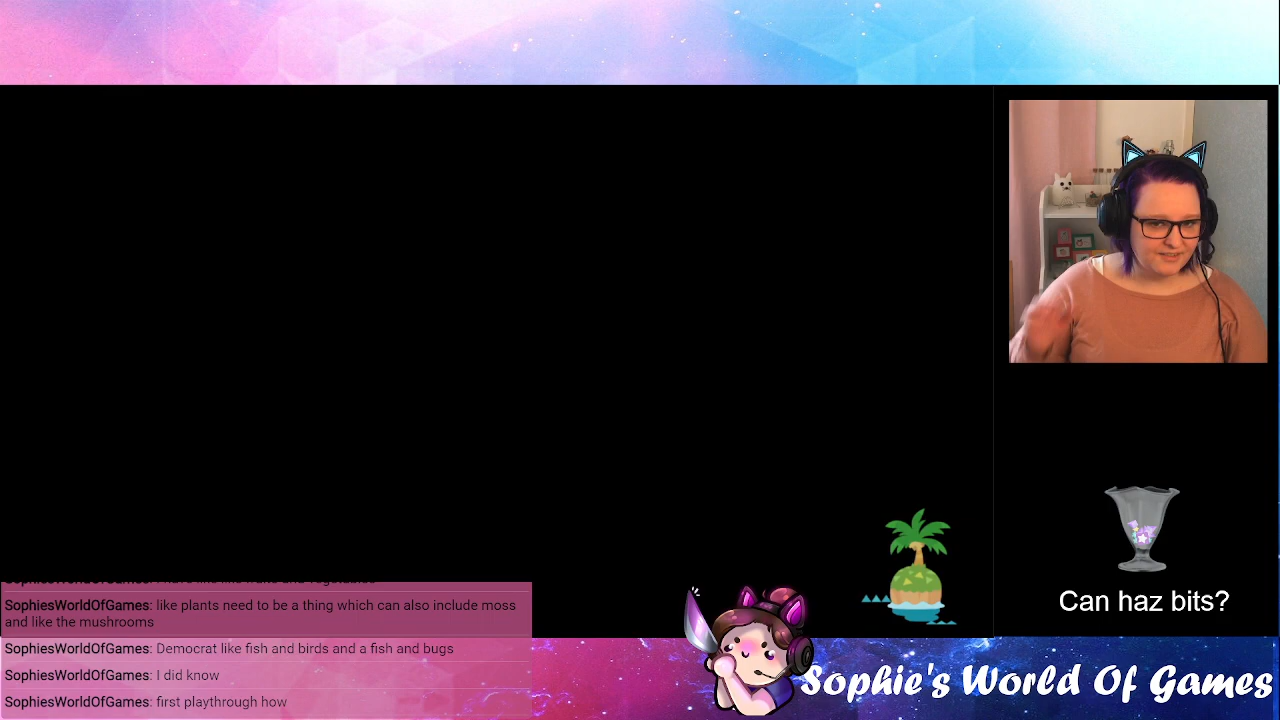 Can haz bits?
SophiesWorldOfGames: like plants need to be a thing which can also include moss
and like the mushrooms
SophiesWorldOfGames: Democrat like fish and birds and a fish and bugs
SophiesWorldOfGames: I did know
SophiesWorldOfGames: first playthrough how
Sophie's World Of Games